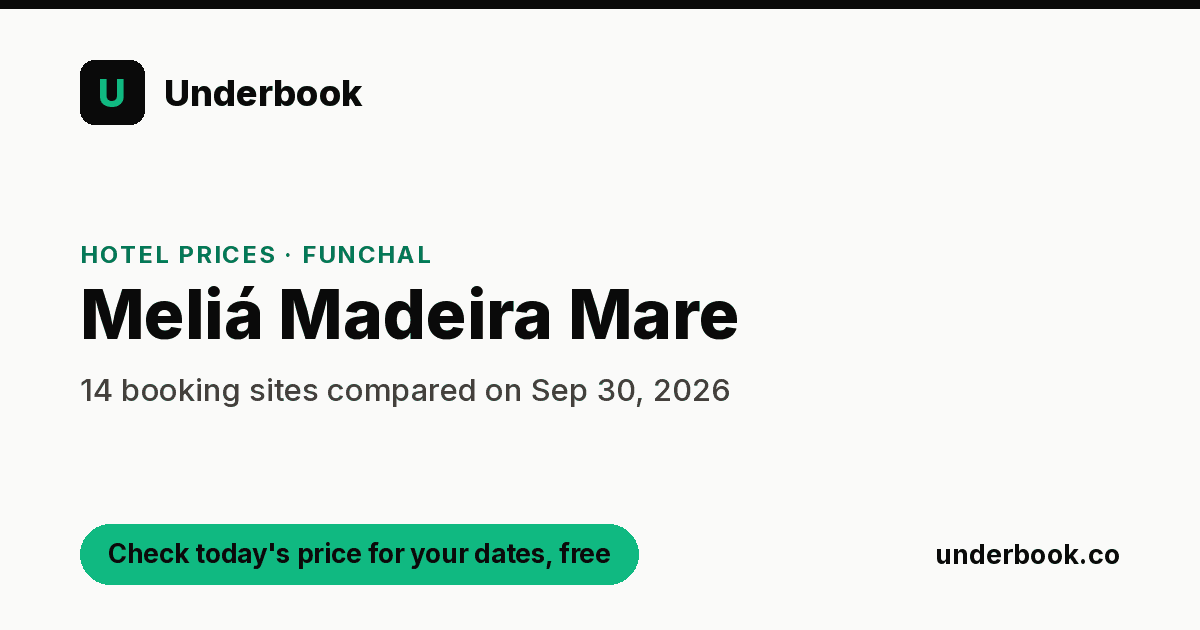 U
Underbook
HOTEL PRICES · FUNCHAL
Meliá Madeira Mare
14 booking sites compared on Sep 30, 2026
Check today's price for your dates, free
underbook.co